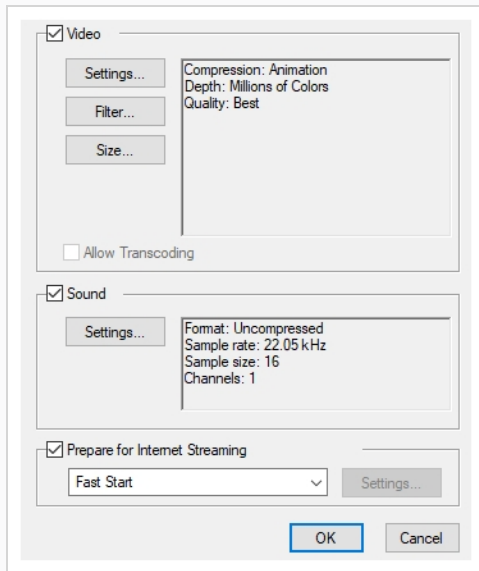 Video
Settings...
Compression: Animation
Depth: Millions of Colors
Quality: Best
Filter...
Size...
Allow Transcoding
Sound
Settings...
Format: Uncompressed
Sample rate: 22.05 kHz
Sample size: 16
Channels: 1
Prepare for Internet Streaming
Fast Start
Settings...
OK
Cancel